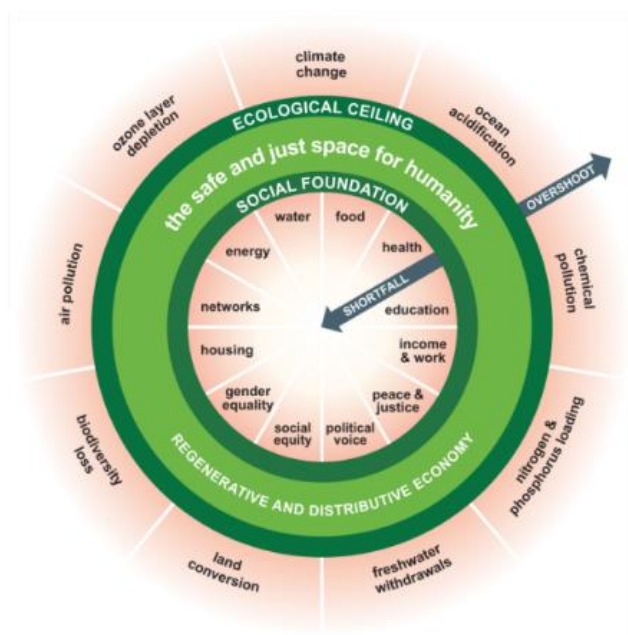 climate
change
ocean
acidification
chemical
pollution
nitrogen &
phosphorus loading
freshwater
withdrawals
land
conversion
biodiversity
loss
air pollution
ozone layer
depletion
OVERSHOOT
ECOLOGICAL CEILING
the safe and just space for humanity
SOCIAL FOUNDATION
water
food
health
SHORTFALL
education
income
& work
peace &
justice
political
voice
social
equity
gender
equality
housing
networks
energy
REGENERATIVE AND DISTRIBUTIVE ECONOMY